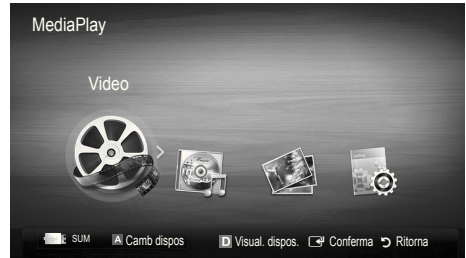 MediaPlay
Video
SUM A Camb dispos D Visual. dispos. Conferma Ritorna